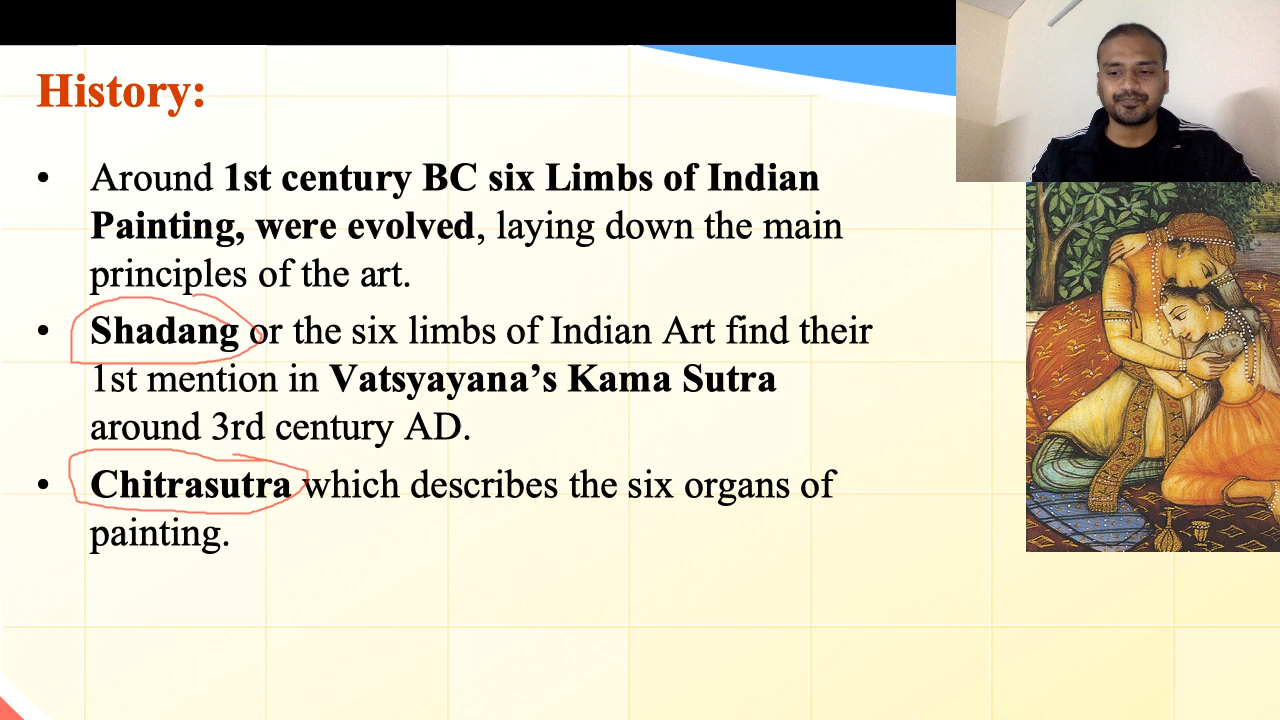 History:
• Around 1st century BC six Limbs of Indian
Painting, were evolved, laying down the main
principles of the art.
• Shadang or the six limbs of Indian Art find their
1st mention in Vatsyayana’s Kama Sutra
around 3rd century AD.
• Chitrasutra which describes the six organs of
painting.